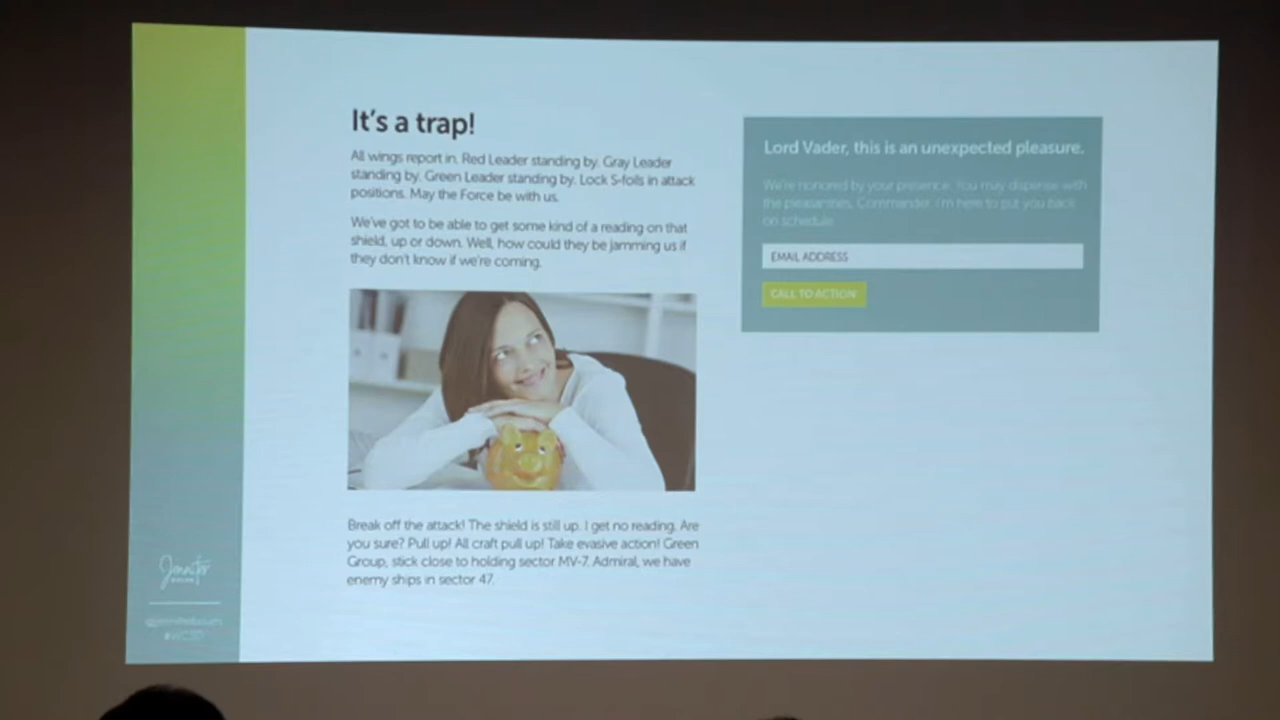 It's a trap!
All wings report in. Red Leader standing by. Gray Leader
standing by. Green Leader standing by. Lock S-foils in attack
positions. May the Force be with us.
We've got to be able to get some kind of a reading on that
shield, up or down. Well, how could they be jamming us if
they don't know if we're coming.
Break off the attack! The shield is still up. I get no reading. Are
you sure? Pull up! All craft pull up! Take evasive action! Green
Group, stick close to holding sector MV-7. Admiral, we have
enemy ships in sector 47.
Lord Vader, this is an unexpected pleasure.
We're honored by your presence. You may dispense with
the pleasantries, Commander. I'm here to put you back
on schedule.
EMAIL ADDRESS
CALL TO ACTION
Jennifer